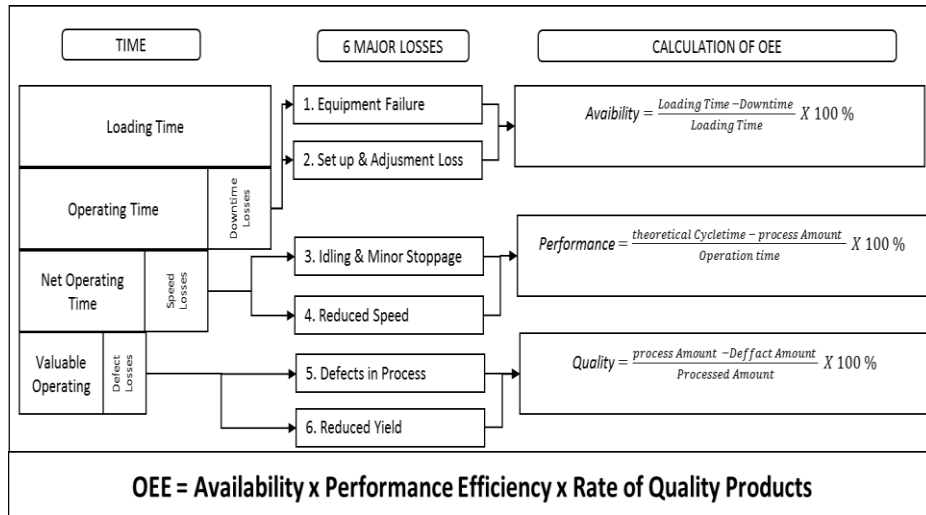 TIME
6 MAJOR LOSSES
CALCULATION OF OEE
Loading Time
Operating Time
Downtime
Losses
Net Operating
Time
Speed
Losses
Valuable
Operating
Defect
Losses
1. Equipment Failure
2. Set up & Adjusment Loss
3. Idling & Minor Stoppage
4. Reduced Speed
5. Defects in Process
6. Reduced Yield
Avaibility = Loading Time −Downtime / Loading Time X 100 %
Performance = theoretical Cycletime − process Amount / Operation time X 100 %
Quality = process Amount −Deffact Amount / Processed Amount X 100 %
OEE = Availability x Performance Efficiency x Rate of Quality Products